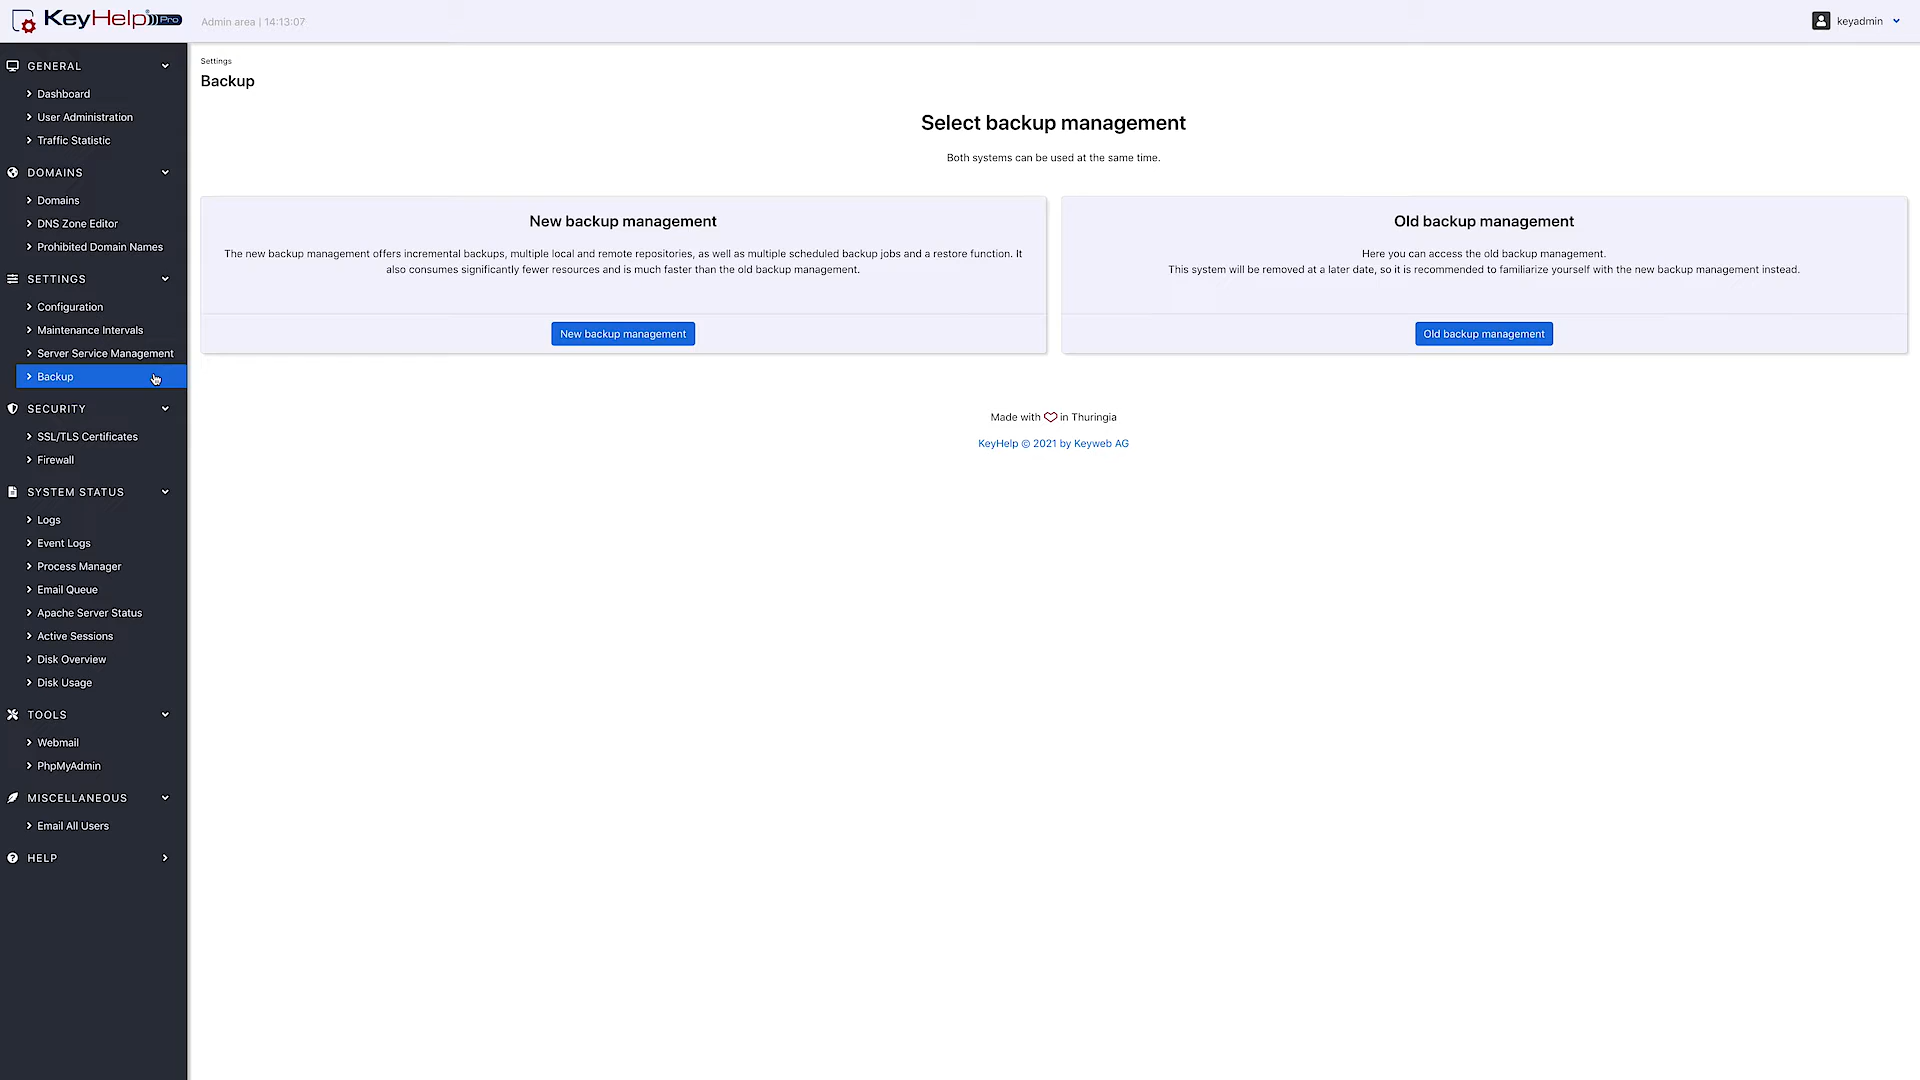 KeyHelp Pro
Admin area | 14:13:07
keyadmin
GENERAL
Dashboard
User Administration
Traffic Statistic
DOMAINS
Domains
DNS Zone Editor
Prohibited Domain Names
SETTINGS
Configuration
Maintenance Intervals
Server Service Management
Backup
SECURITY
SSL/TLS Certificates
Firewall
SYSTEM STATUS
Logs
Event Logs
Process Manager
Email Queue
Apache Server Status
Active Sessions
Disk Overview
Disk Usage
TOOLS
Webmail
PhpMyAdmin
MISCELLANEOUS
Email All Users
HELP
Settings
Backup
Select backup management
Both systems can be used at the same time.
New backup management
The new backup management offers incremental backups, multiple local and remote repositories, as well as multiple scheduled backup jobs and a restore function. It
also consumes significantly fewer resources and is much faster than the old backup management.
New backup management
Old backup management
Here you can access the old backup management.
This system will be removed at a later date, so it is recommended to familiarize yourself with the new backup management instead.
Old backup management
Made with in Thuringia
KeyHelp © 2021 by Keyweb AG